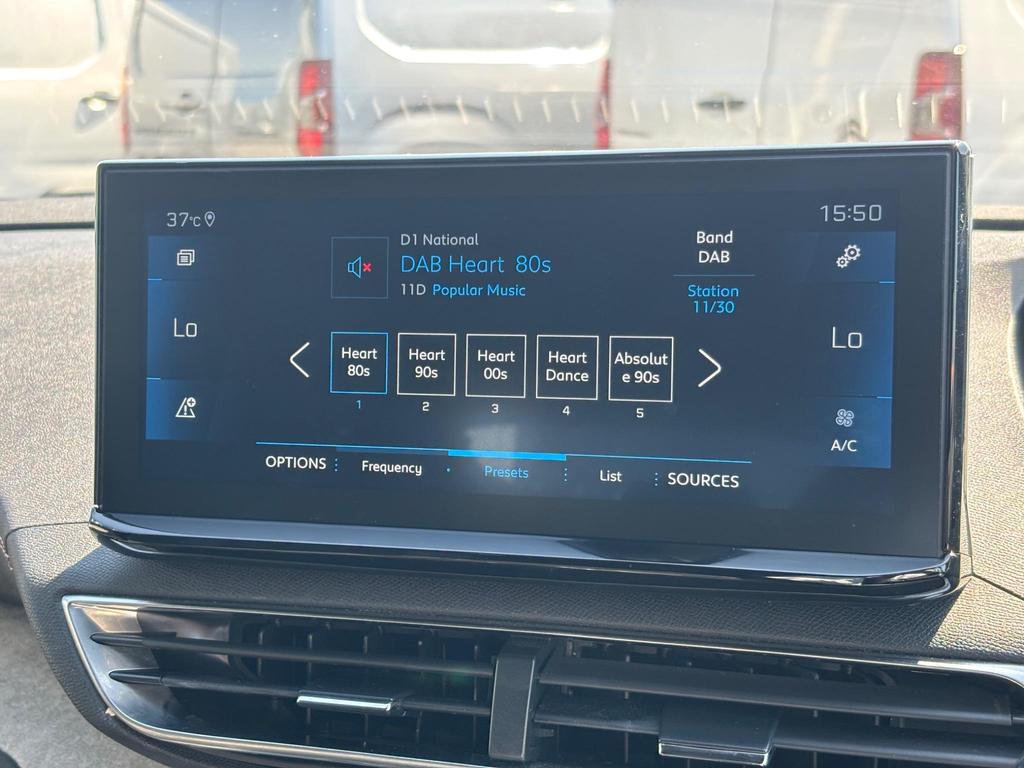 37°C
15:50
D1 National
DAB Heart 80s
11D Popular Music
Band
DAB
Station
11/30
Lo
Lo
Heart
80s
Heart
90s
Heart
00s
Heart
Dance
Absolut
e 90s
1
2
3
4
5
A/C
OPTIONS
Frequency
Presets
List
SOURCES